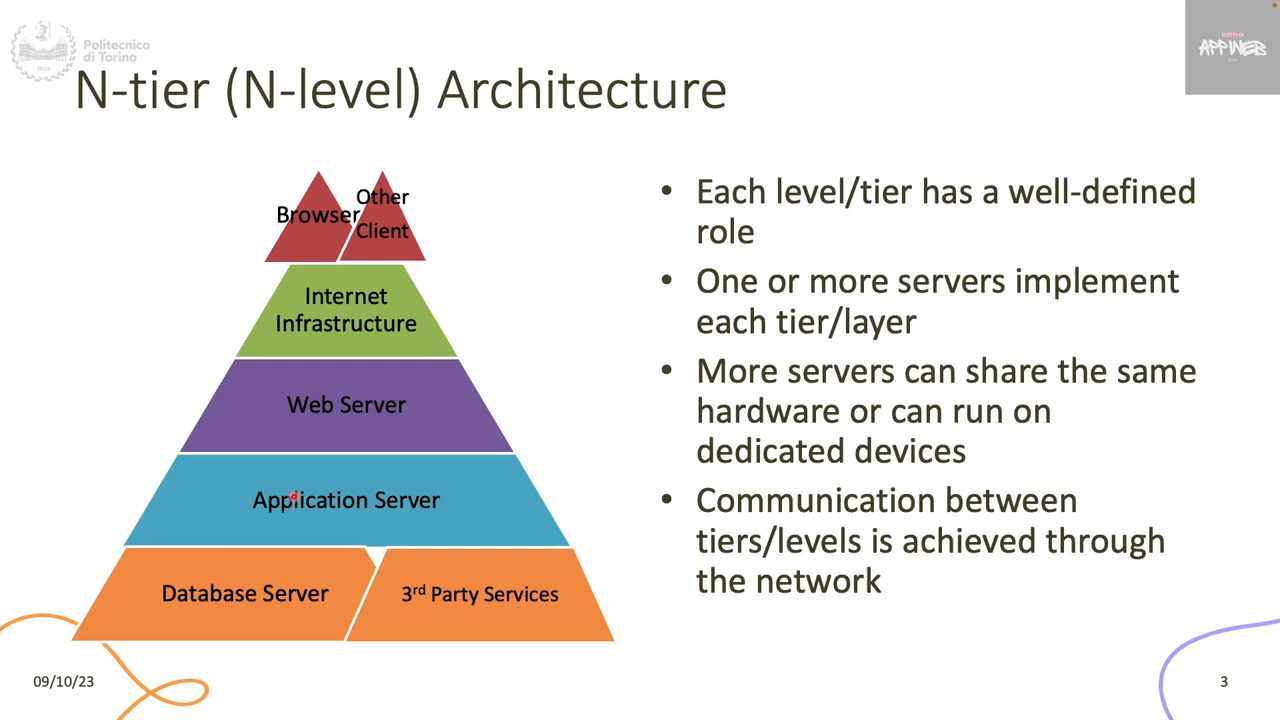 Politecnico
di Torino
1859
INTRO
APPWEB
N-tier (N-level) Architecture
Browser
Other
Client
Internet
Infrastructure
Web Server
Application Server
Database Server
3rd Party Services
• Each level/tier has a well-defined
role
• One or more servers implement
each tier/layer
• More servers can share the same
hardware or can run on
dedicated devices
• Communication between
tiers/levels is achieved through
the network
09/10/23
3